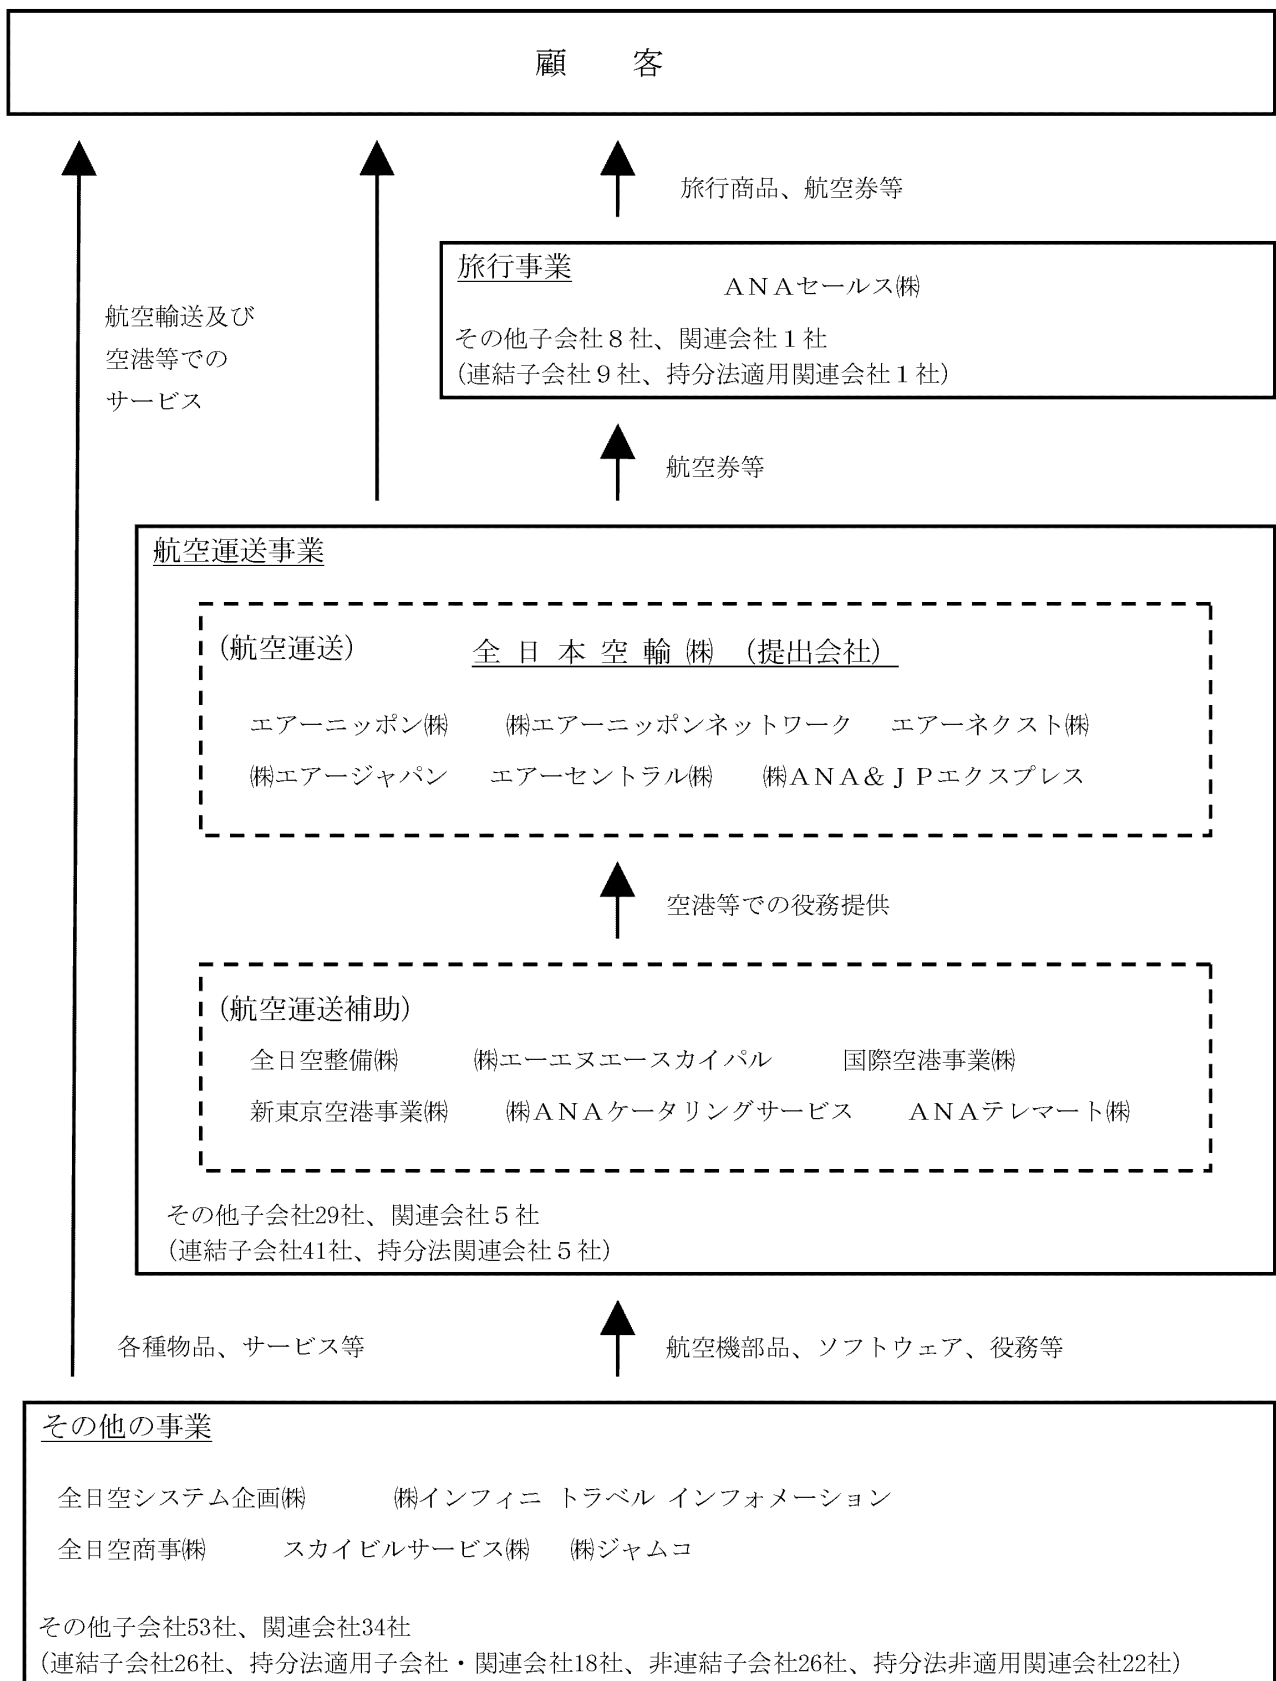 顧　客
旅行商品、航空券等
旅行事業
ＡＮＡセールス㈱
その他子会社８社、関連会社１社
（連結子会社９社、持分法適用関連会社１社）
航空輸送及び
空港等での
サービス
航空券等
航空運送事業
(航空運送)　全日本空輸㈱　（提出会社）
エアーニッポン㈱　㈱エアーニッポンネットワーク　エアーネクスト㈱
㈱エアージャパン　エアーセントラル㈱　㈱ＡＮＡ＆ＪＰエクスプレス
空港等での役務提供
(航空運送補助)
全日空整備㈱　㈱エーエヌエースカイパル　国際空港事業㈱
新東京空港事業㈱　㈱ＡＮＡケータリングサービス　ＡＮＡテレマート㈱
その他子会社29社、関連会社５社
（連結子会社41社、持分法関連会社５社）
各種物品、サービス等　航空機部品、ソフトウェア、役務等
その他の事業
全日空システム企画㈱　㈱インフィニ トラベル インフォメーション
全日空商事㈱　スカイビルサービス㈱　㈱ジャムコ
その他子会社53社、関連会社34社
（連結子会社26社、持分法適用子会社・関連会社18社、非連結子会社26社、持分法非適用関連会社22社）